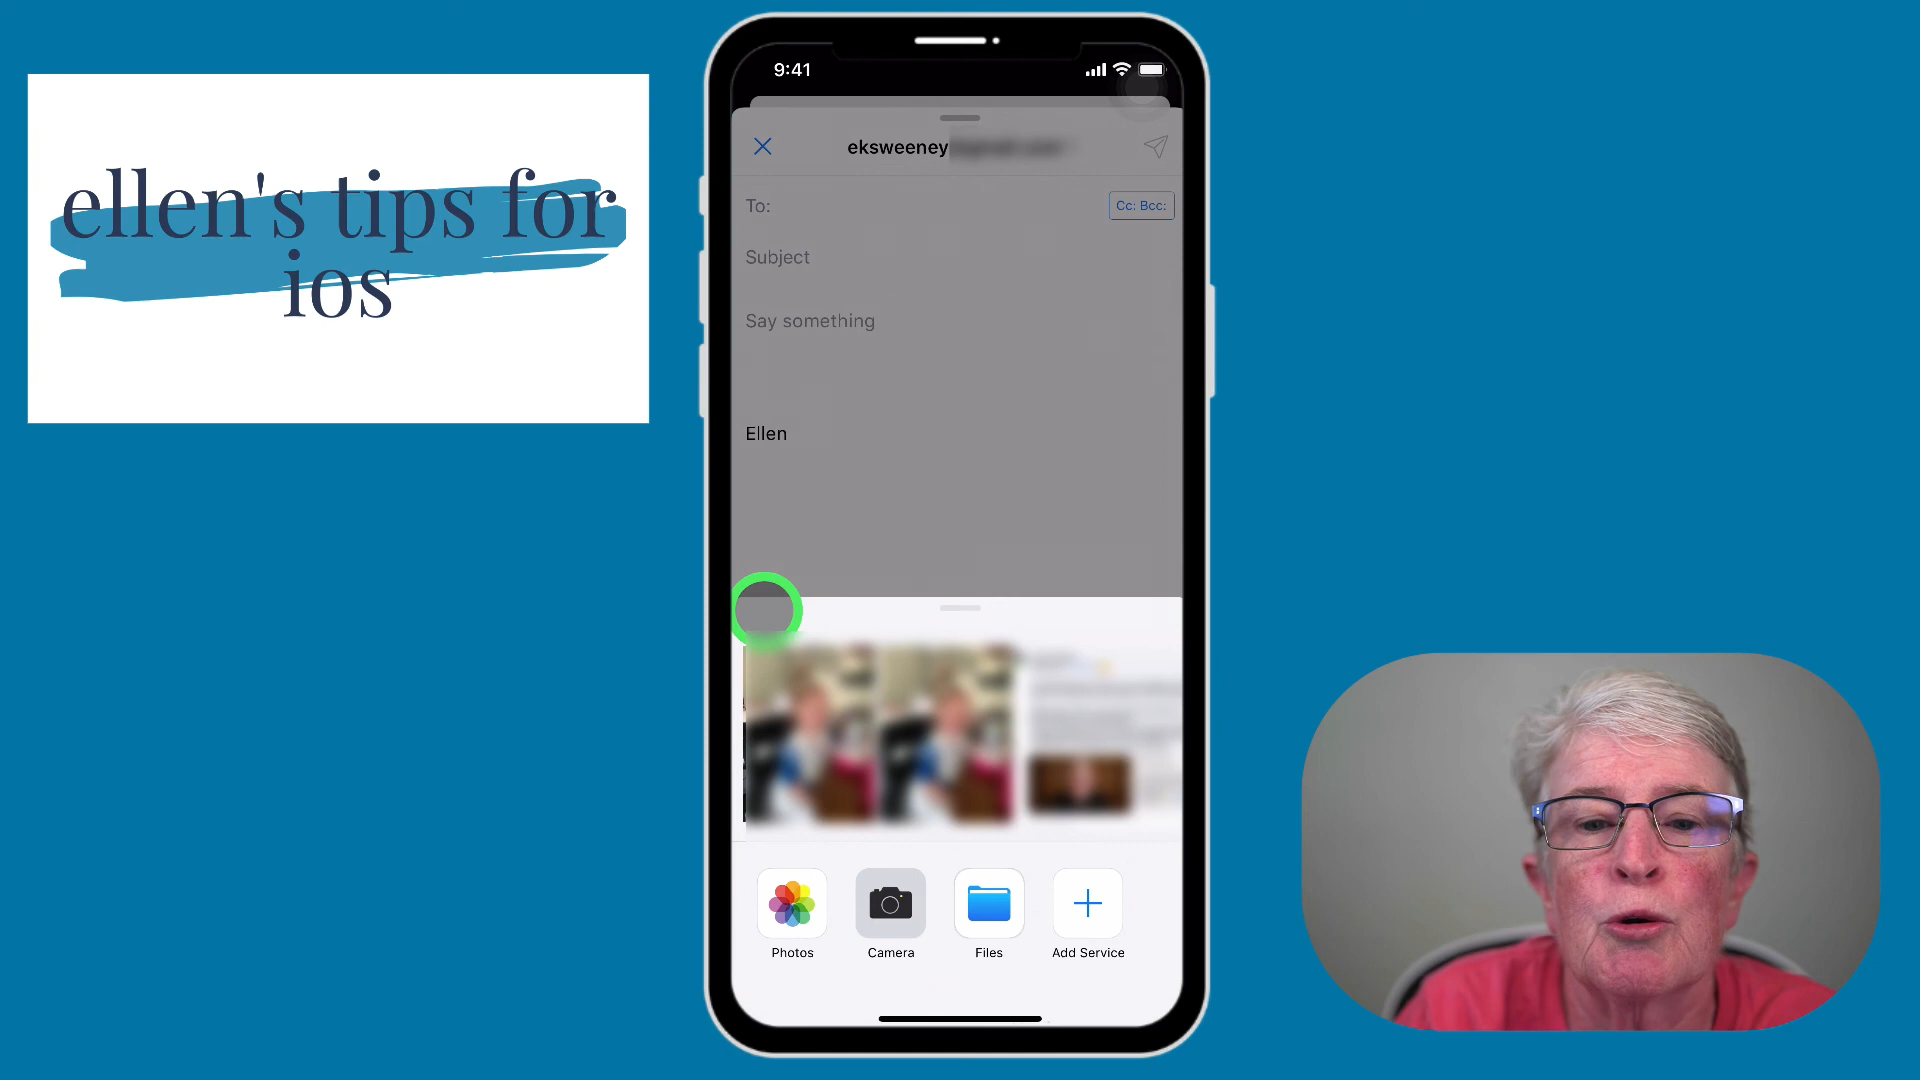 ellen's tips for
ios
9:41
eksweeney
To:
Cc: Bcc:
Subject
Say something
Ellen
Photos
Camera
Files
Add Service